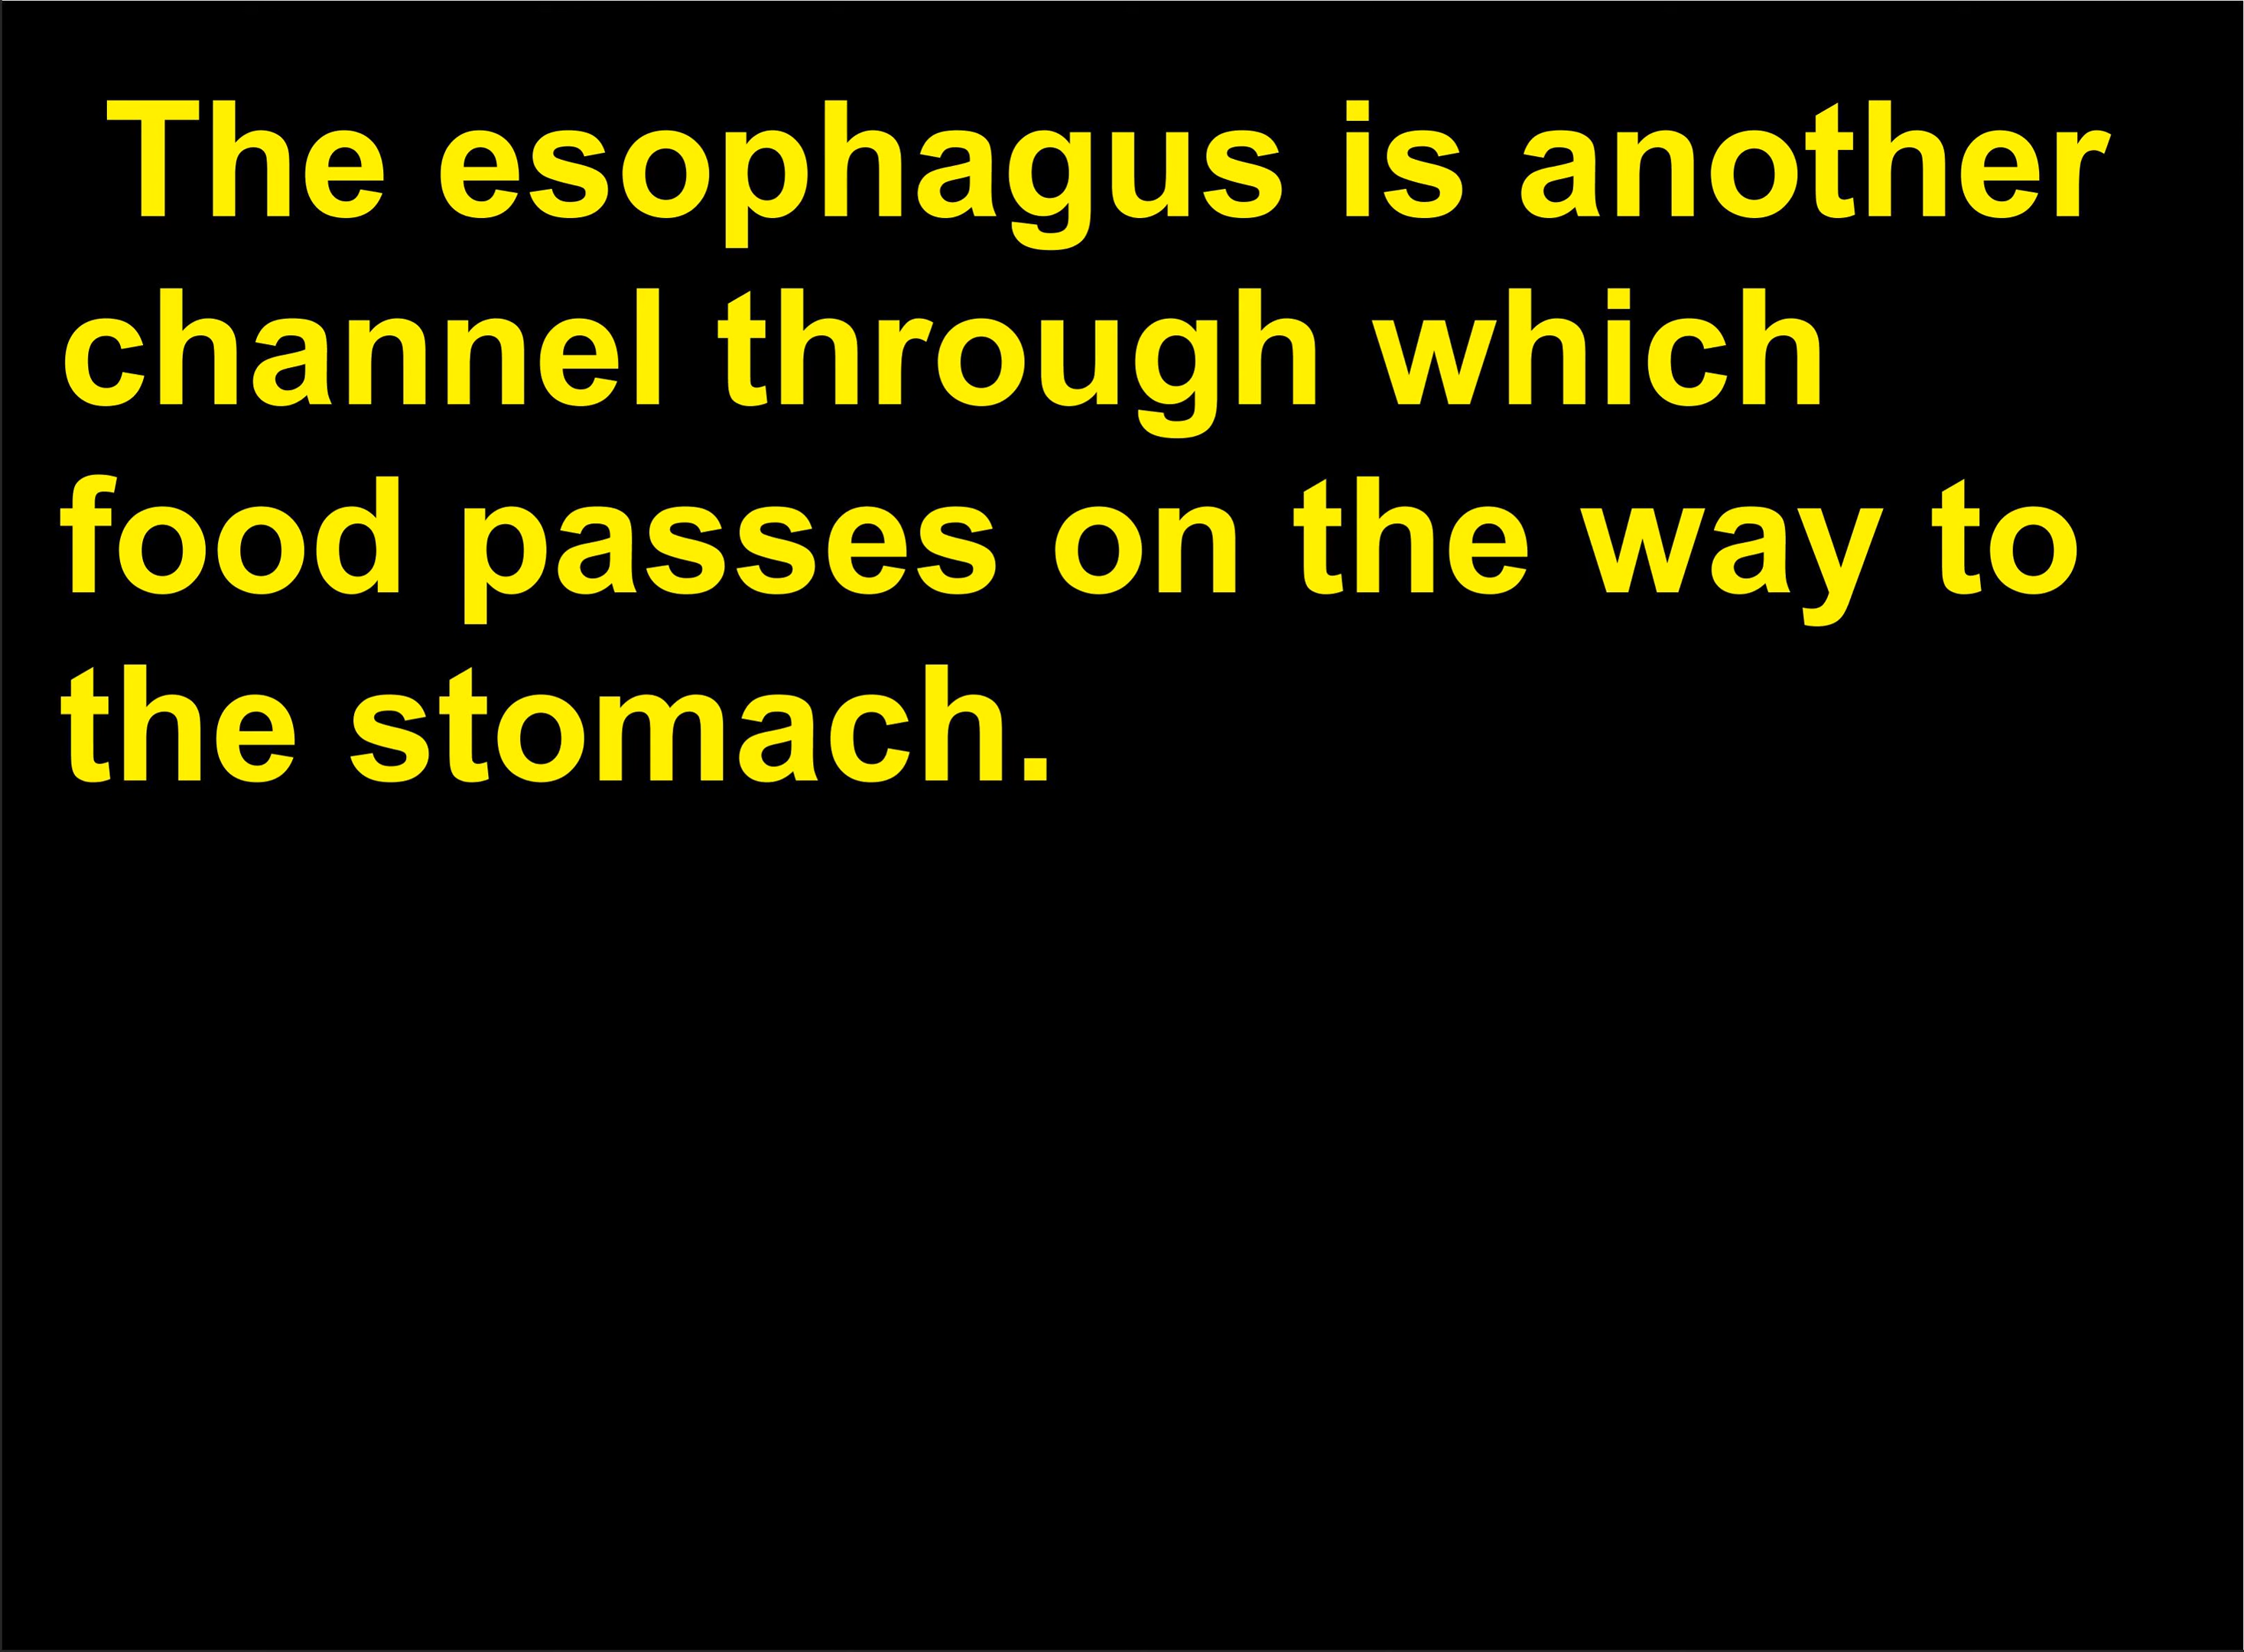 The esophagus is another
channel through which
food passes on the way to
the stomach.